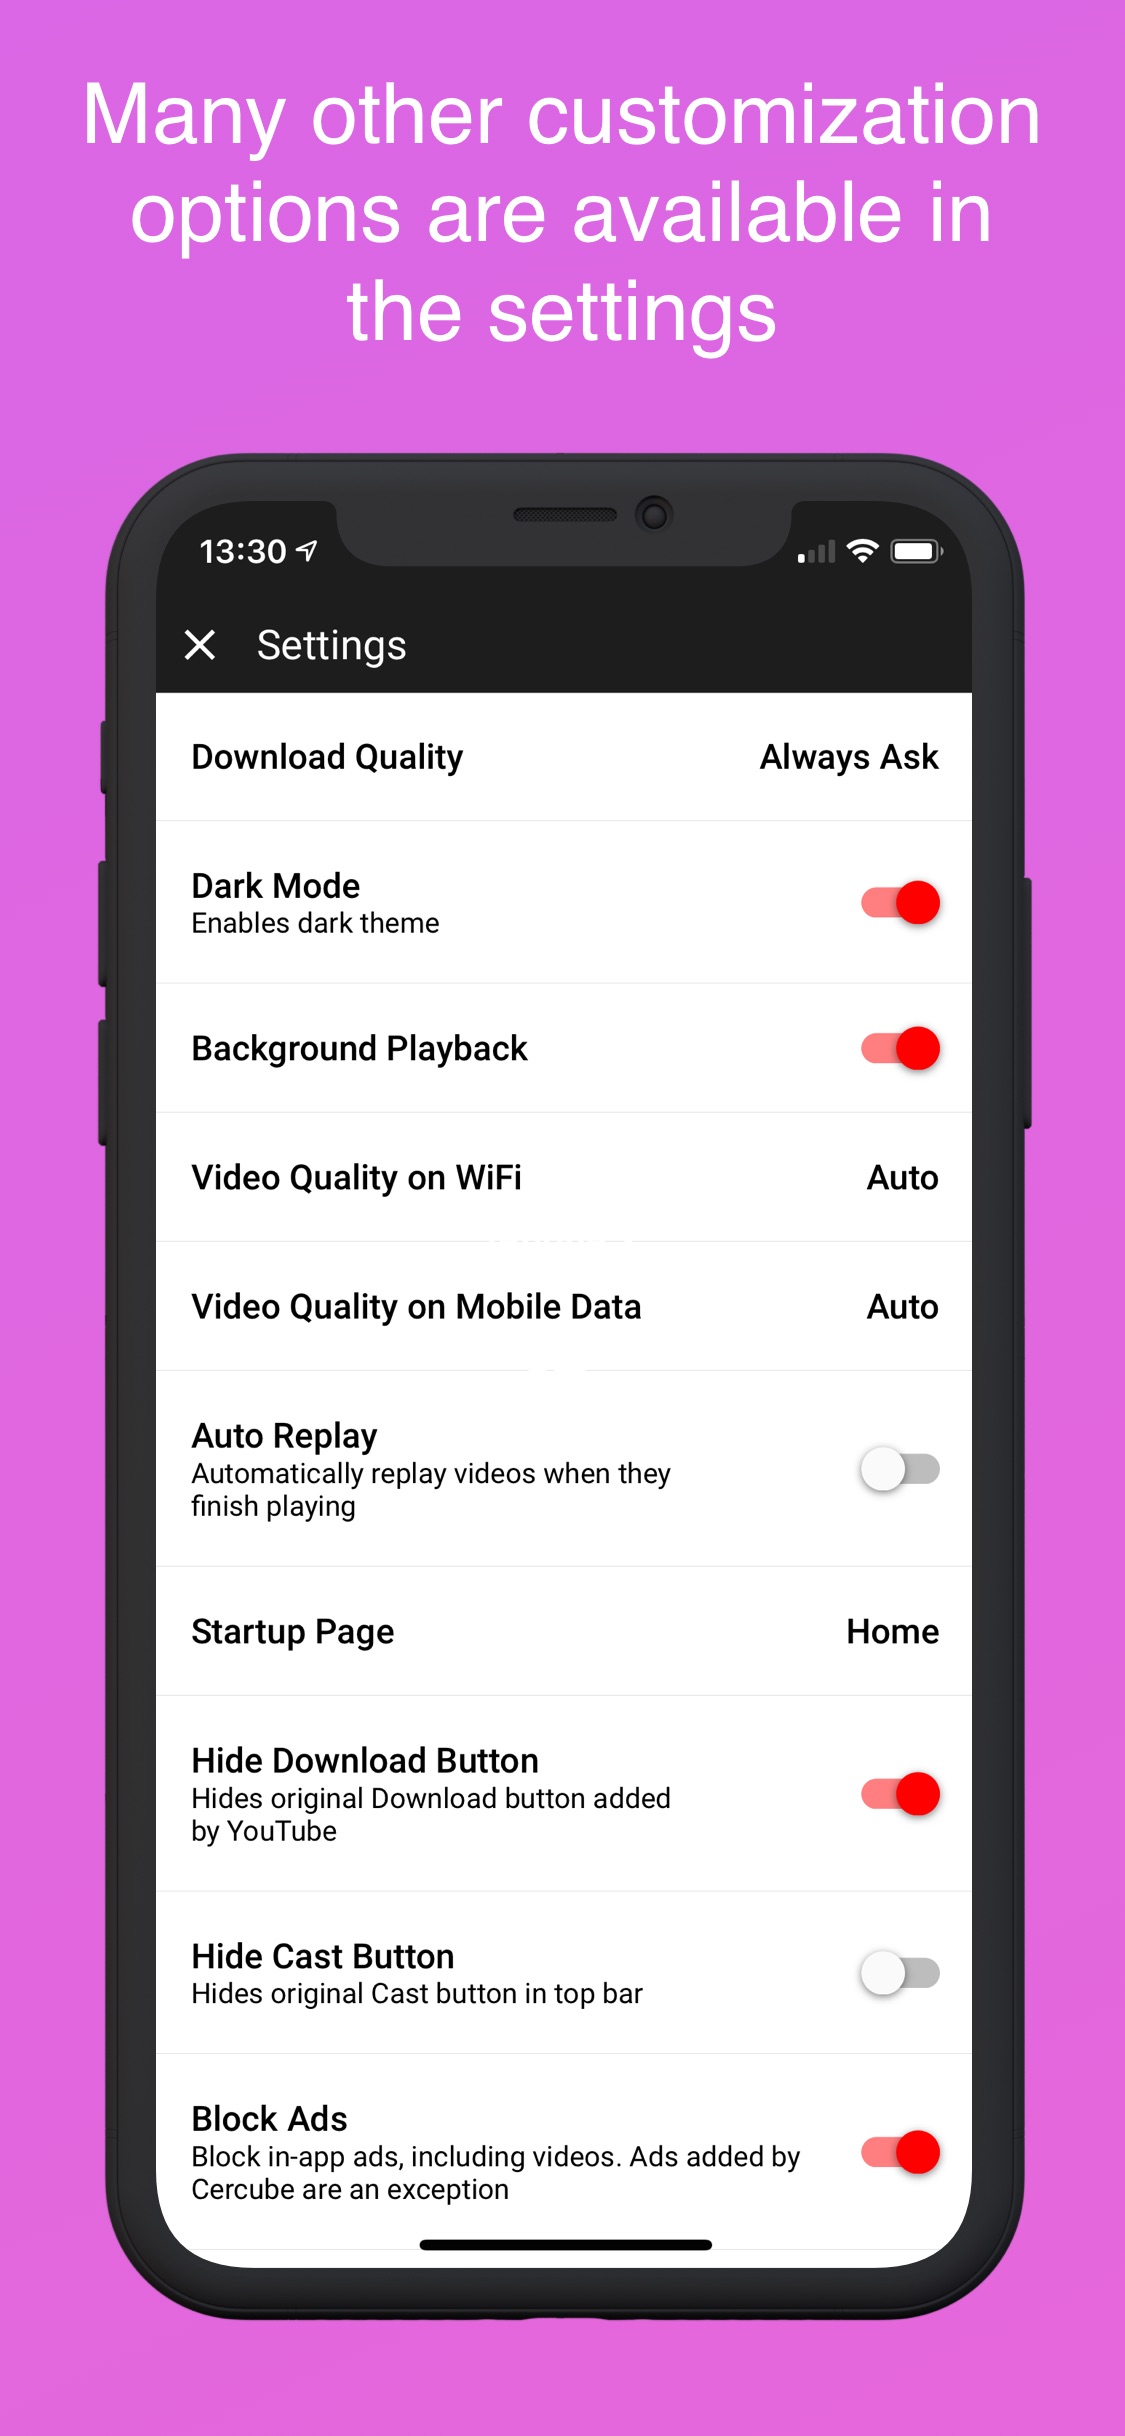 Many other customization
options are available in
the settings
13:30
Settings
Download Quality
Always Ask
Dark Mode
Enables dark theme
Background Playback
Video Quality on WiFi
Auto
Video Quality on Mobile Data
Auto
Auto Replay
Automatically replay videos when they
finish playing
Startup Page
Home
Hide Download Button
Hides original Download button added
by YouTube
Hide Cast Button
Hides original Cast button in top bar
Block Ads
Block in-app ads, including videos. Ads added by
Cercube are an exception